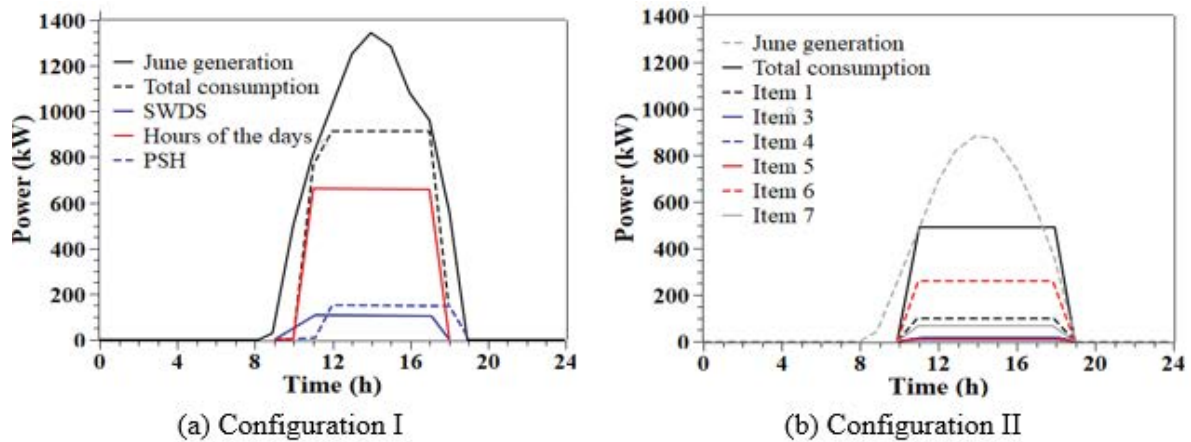 1400
1200
1000
800
600
400
200
0
Power (kW)
June generation
Total consumption
SWDS
Hours of the days
PSH
0 4 8 12 16 20 24
Time (h)
(a) Configuration I
1400
1200
1000
800
600
400
200
0
Power (kW)
June generation
Total consumption
Item 1
Item 3
Item 4
Item 5
Item 6
Item 7
0 4 8 12 16 20 24
Time (h)
(b) Configuration II